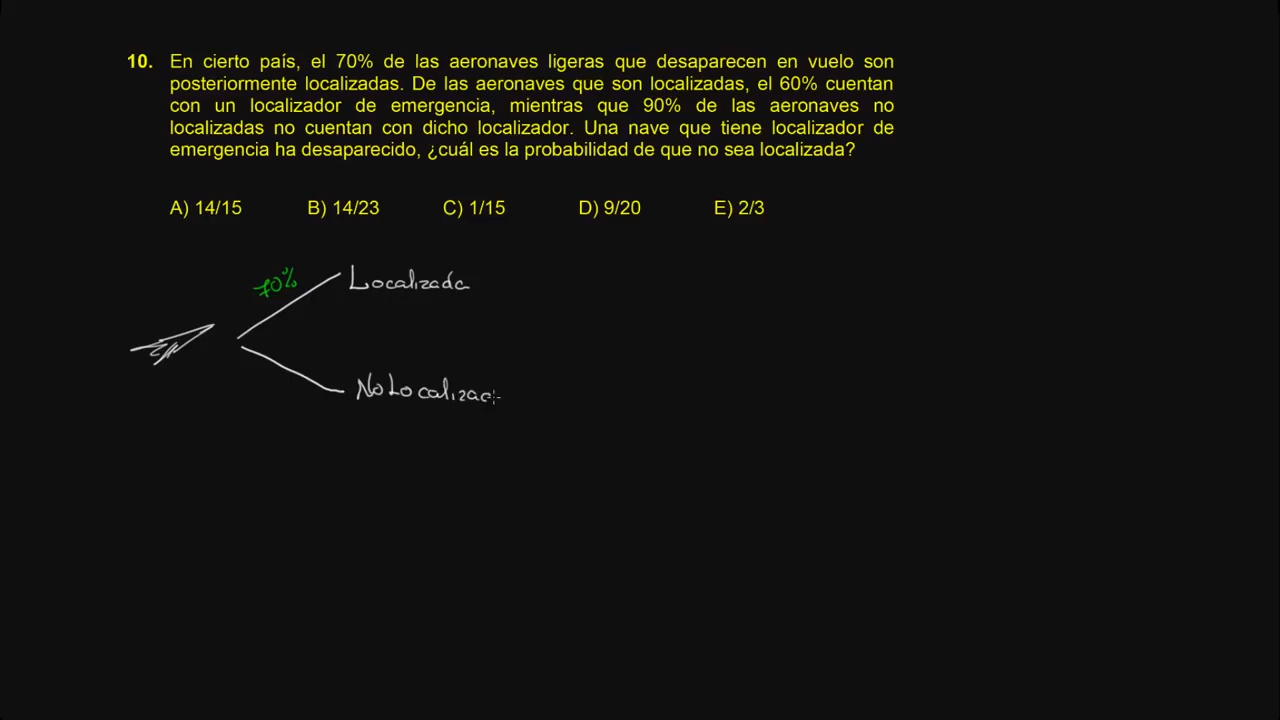 10. En cierto país, el 70% de las aeronaves ligeras que desaparecen en vuelo son
posteriormente localizadas. De las aeronaves que son localizadas, el 60% cuentan
con un localizador de emergencia, mientras que 90% de las aeronaves no
localizadas no cuentan con dicho localizador. Una nave que tiene localizador de
emergencia ha desaparecido, ¿cuál es la probabilidad de que no sea localizada?
A) 14/15 B) 14/23 C) 1/15 D) 9/20 E) 2/3
70% Localizada
No Localizac